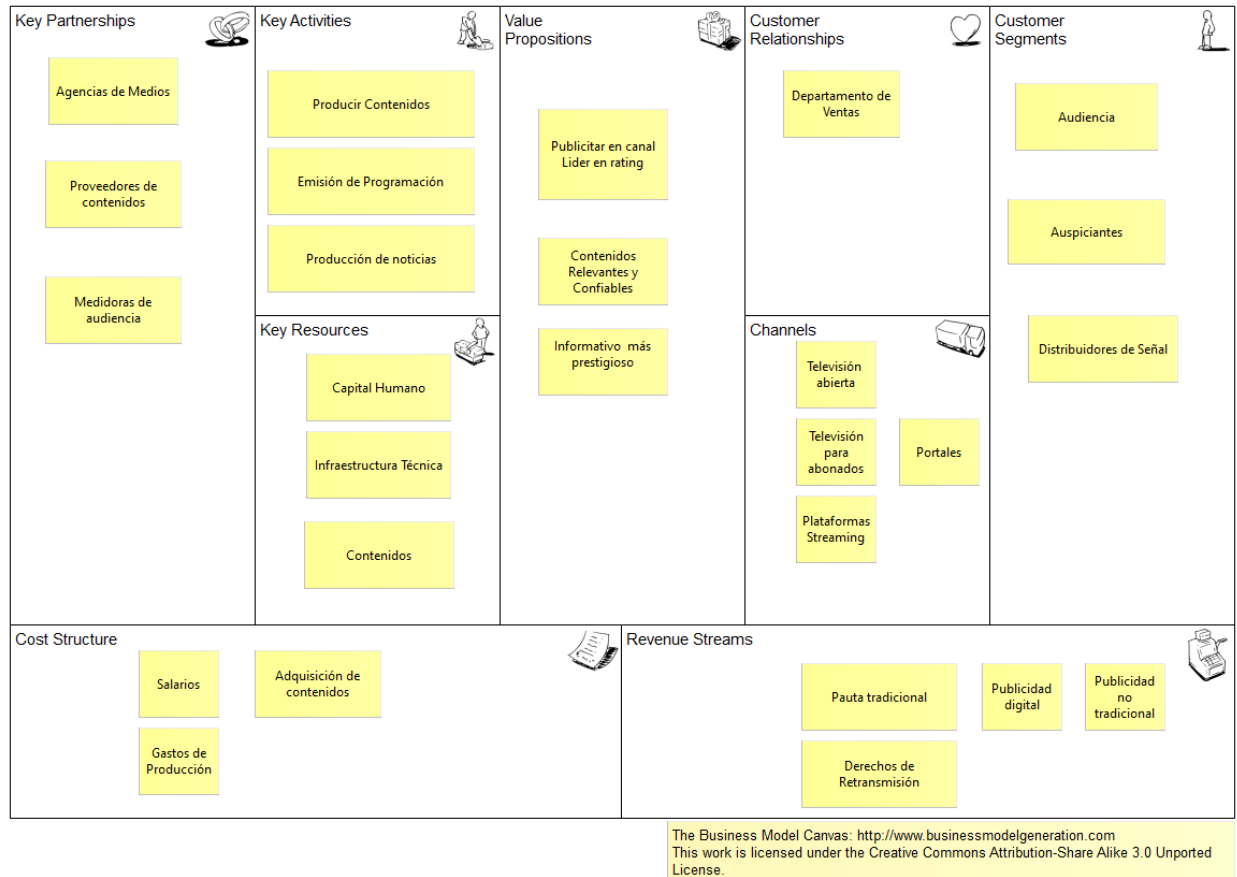 Key Partnerships
Agencias de Medios
Proveedores de
contenidos
Medidoras de
audiencia
Key Activities
Producir Contenidos
Emisión de Programación
Producción de noticias
Key Resources
Capital Humano
Infraestructura Técnica
Contenidos
Value
Propositions
Publicitar en canal
Lider en rating
Contenidos
Relevantes y
Confiables
Informativo más
prestigioso
Customer
Relationships
Departamento de
Ventas
Channels
Televisión
abierta
Televisión
para
abonados
Portales
Plataformas
Streaming
Customer
Segments
Audiencia
Auspiciantes
Distribuidores de Señal
Cost Structure
Salarios
Adquisición de
contenidos
Gastos de
Producción
Revenue Streams
Pauta tradicional
Publicidad
digital
Publicidad
no
tradicional
Derechos de
Retransmisión
The Business Model Canvas: http://www.businessmodelgeneration.com
This work is licensed under the Creative Commons Attribution-Share Alike 3.0 Unported
License.